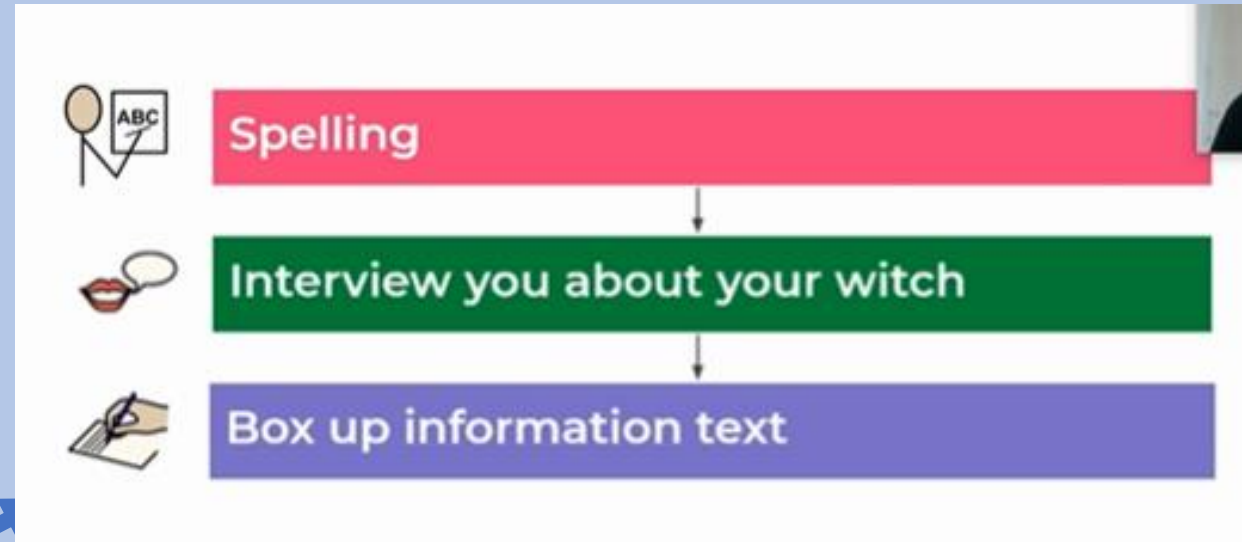 ABC
Spelling
Interview you about your witch
Box up information text